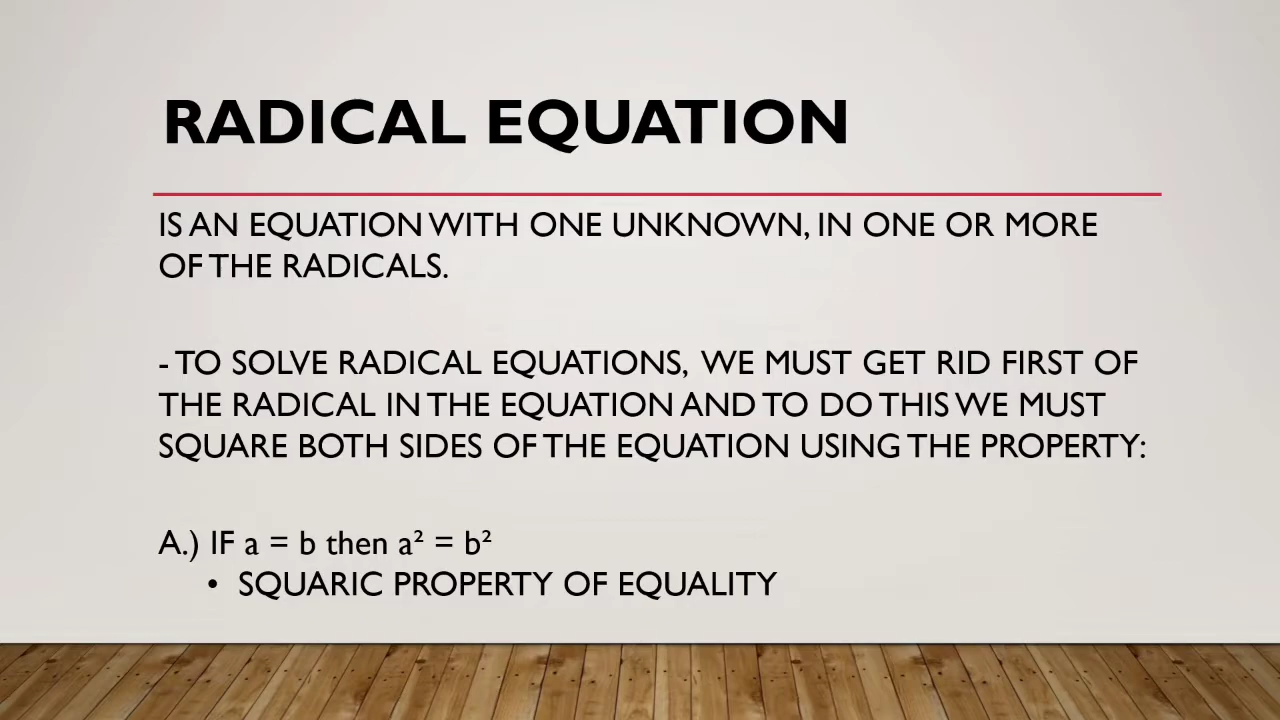 RADICAL EQUATION
IS AN EQUATION WITH ONE UNKNOWN, IN ONE OR MORE
OF THE RADICALS.
- TO SOLVE RADICAL EQUATIONS, WE MUST GET RID FIRST OF
THE RADICAL IN THE EQUATION AND TO DO THIS WE MUST
SQUARE BOTH SIDES OF THE EQUATION USING THE PROPERTY:
A.) IF a = b then a² = b²
• SQUARIC PROPERTY OF EQUALITY